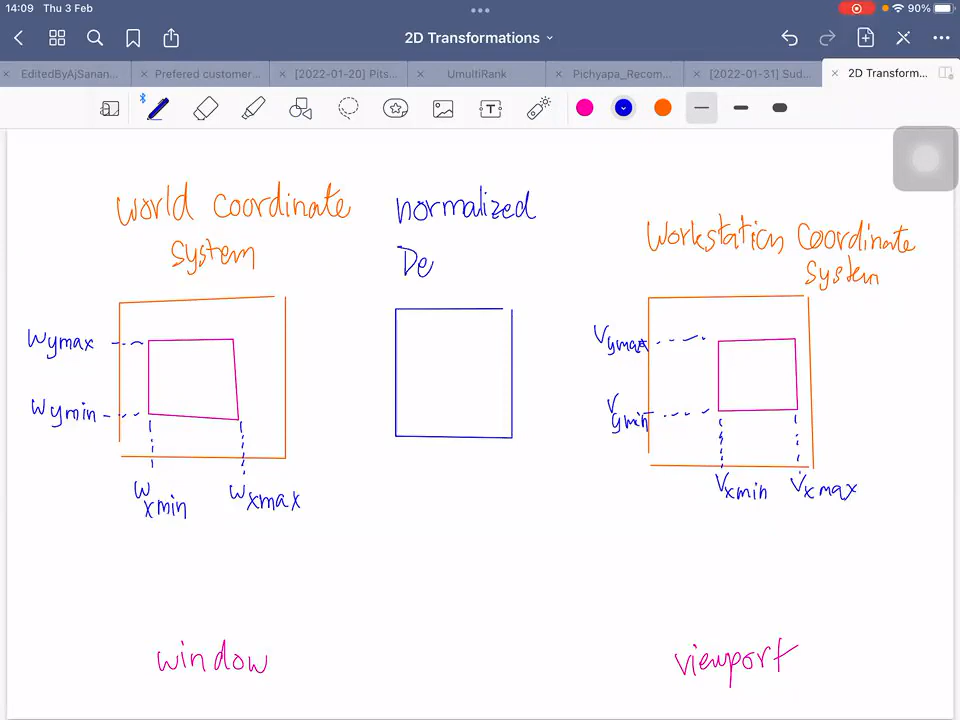 14:09 Thu 3 Feb
90%
2D Transformations
EditedByAjSanan...
Prefered customer...
[2022-01-20] Pits...
UmultiRank
Pichyapa_Recom...
[2022-01-31] Sud...
2D Transform...
World Coordinate
system
normalized
De
Workstation Coordinate
system
Wymax
Wymin
Wxmin
Wxmax
Vymax
Vymin
Vxmin
Vxmax
window
viewport